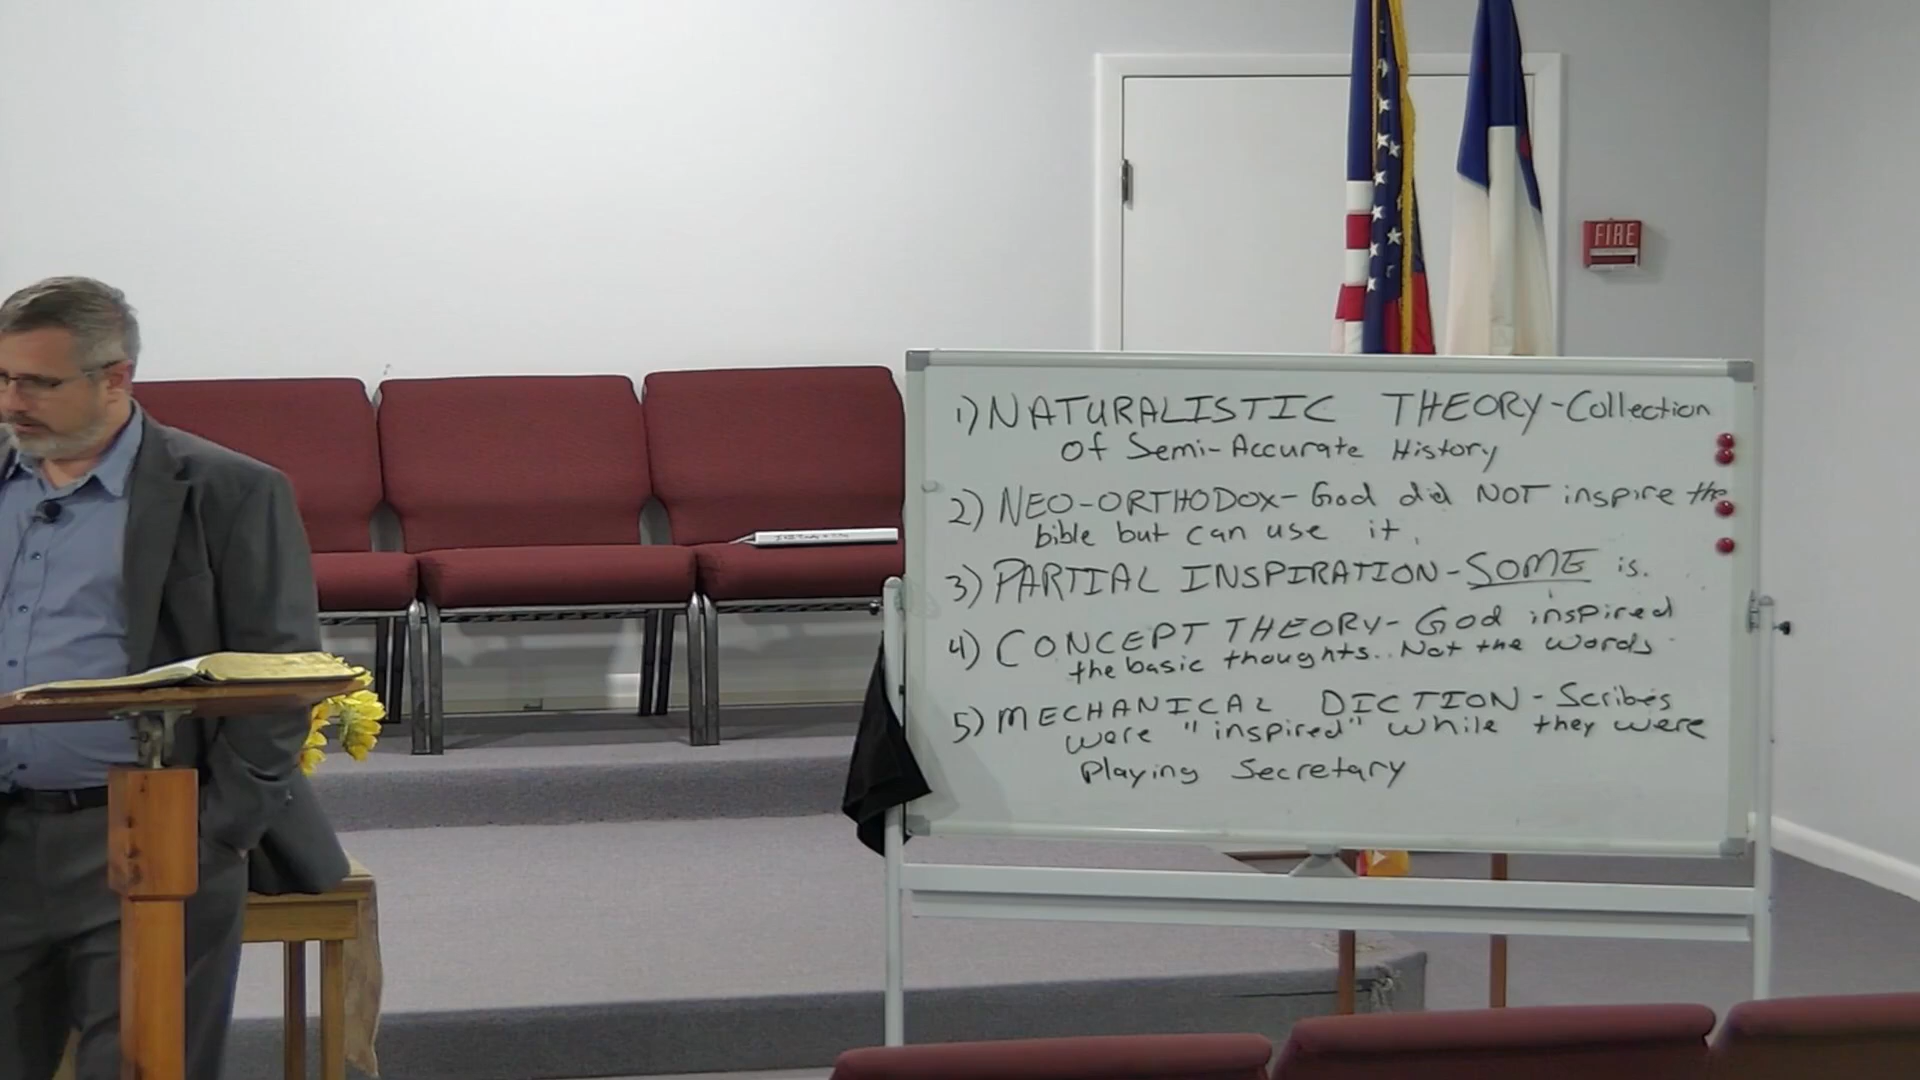 FIRE
1) NATURALISTIC THEORY-Collection
of Semi-Accurate History
2) NEO-ORTHODOX- God did NOT inspire the
bible but can use it.
3) PARTIAL INSPIRATION-SOME is.
4) CONCEPT THEORY- God inspired
the basic thoughts.. Not the words
5) MECHANICAL DICTION-Scribes
were "inspired" while they were
Playing Secretary